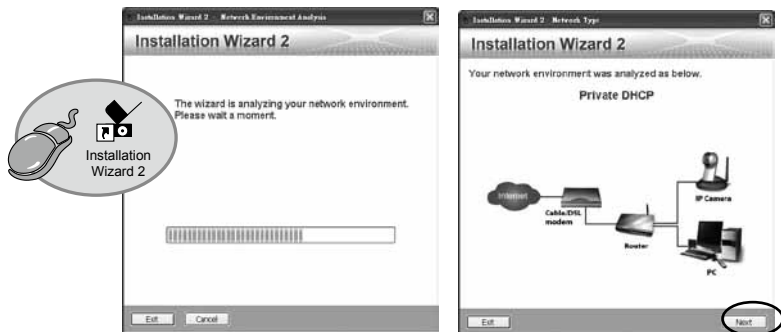 Installation Wizard 2 - Network Environment Analysis
Installation Wizard 2
The wizard is analyzing your network environment.
Please wait a moment.
Exit
Cancel
Installation
Wizard 2
Installation Wizard 2 Network Type
Installation Wizard 2
Your network environment was analyzed as below.
Private DHCP
Internet
Cable/DSL
modem
Router
IP Camera
PC
Exit
Next